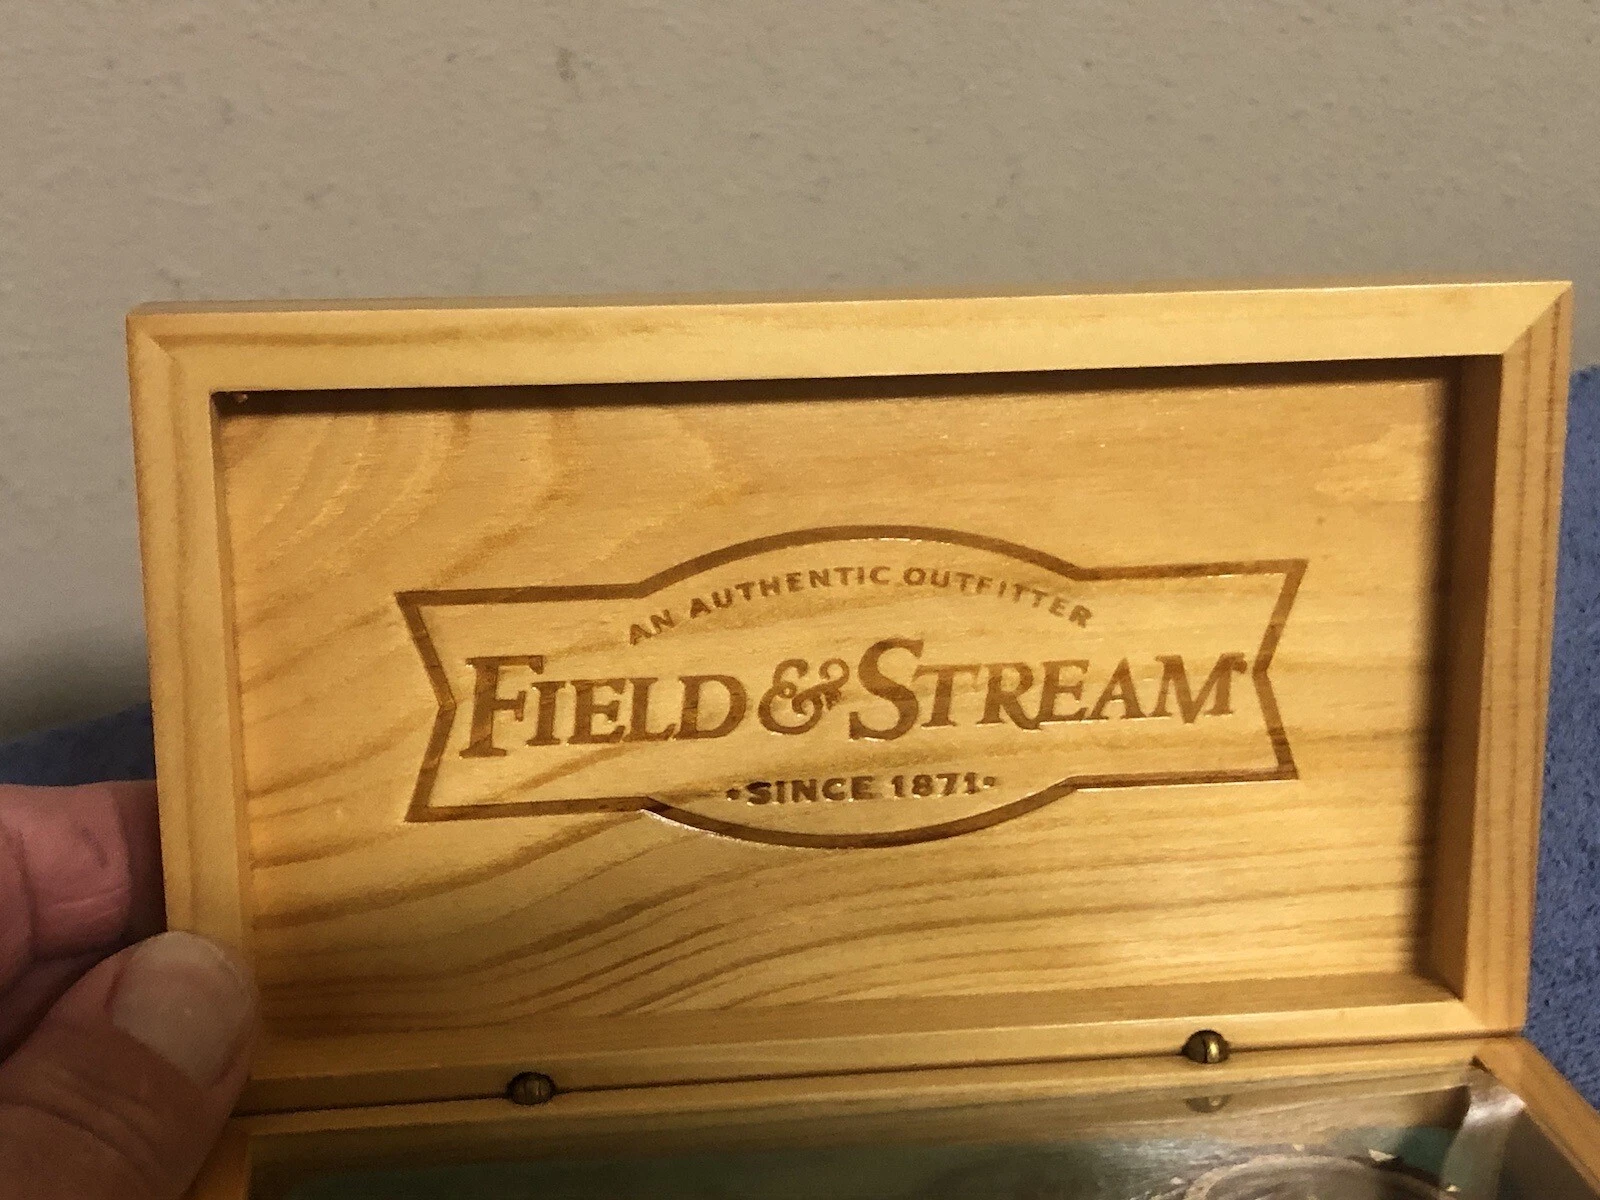 AN AUTHENTIC OUTFITTER
FIELD & STREAM
•SINCE 1871•